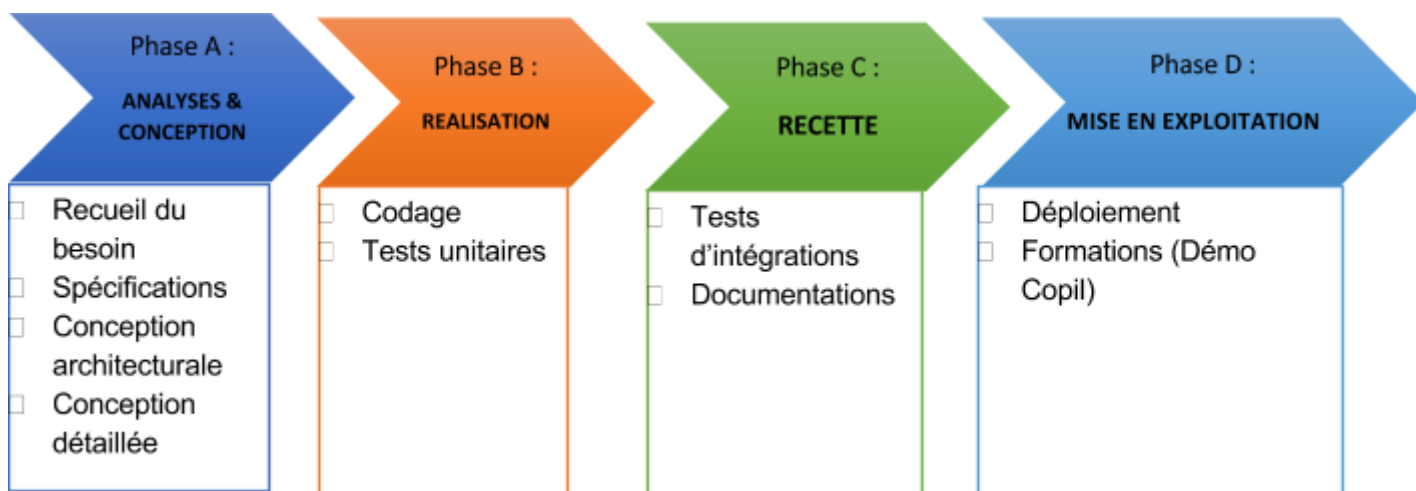 Phase A :
ANALYSES &
CONCEPTION
Recueil du
besoin
Spécifications
Conception
architecturale
Conception
détaillée
Phase B :
REALISATION
Codage
Tests unitaires
Phase C :
RECETTE
Tests
d’intégrations
Documentations
Phase D :
MISE EN EXPLOITATION
Déploiement
Formations (Démo
Copil)